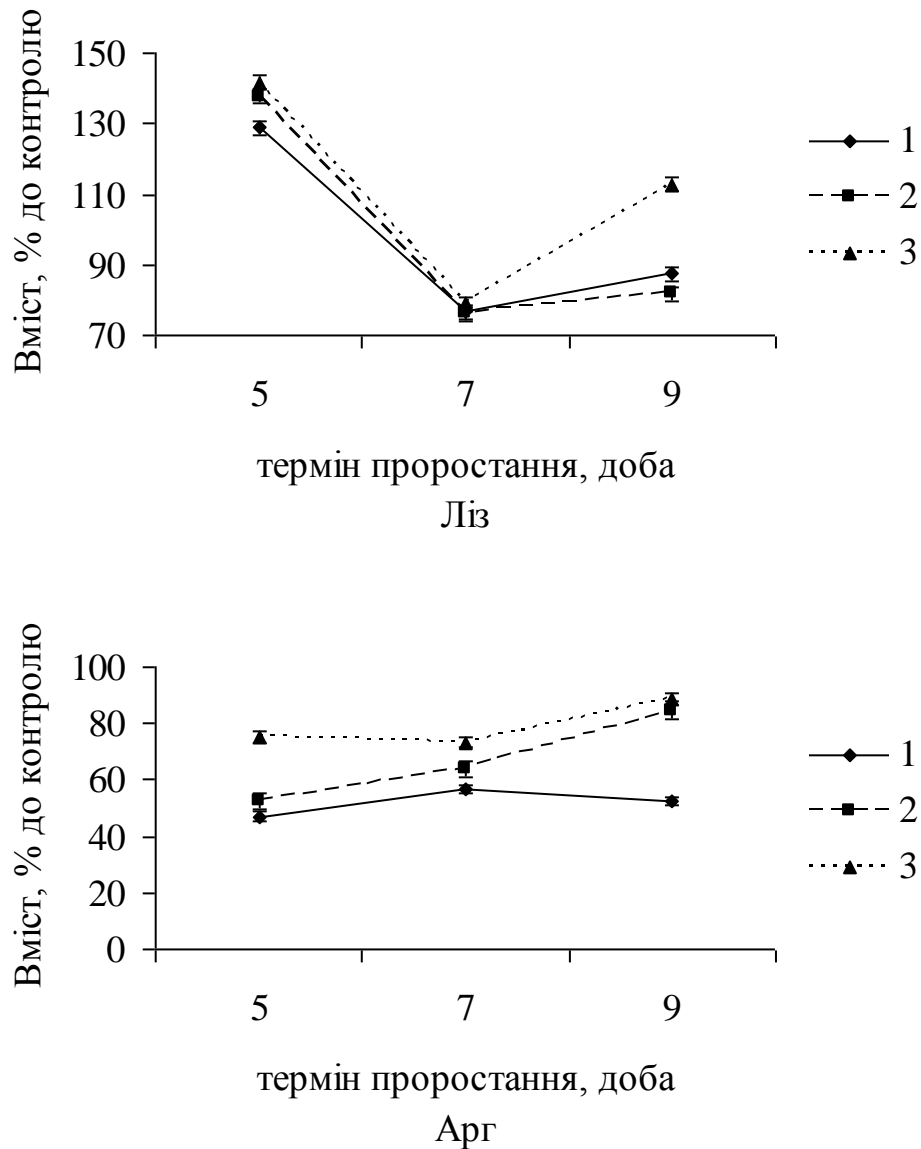 Вміст, % до контролю
150
130
110
90
70
5 7 9
термін проростання, доба
Ліз
1
2
3
Вміст, % до контролю
100
80
60
40
20
0
5 7 9
термін проростання, доба
Арг
1
2
3